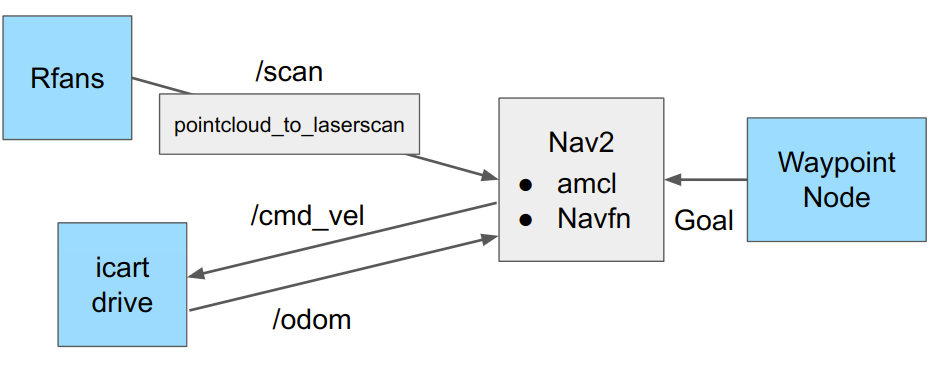 Rfans
/scan
pointcloud_to_laserscan
Nav2
● amcl
● Navfn
Waypoint
Node
Goal
/cmd_vel
icart
drive
/odom